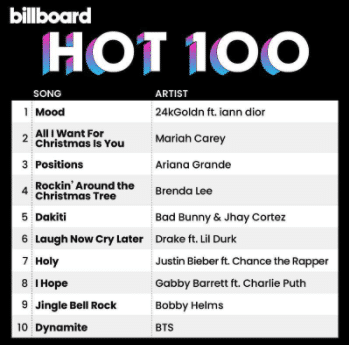 billboard
HOT 100
SONG ARTIST
1 Mood 24kGoldn ft. iann dior
2 All I Want For
Christmas Is You Mariah Carey
3 Positions Ariana Grande
4 Rockin' Around the
Christmas Tree Brenda Lee
5 Dakiti Bad Bunny & Jhay Cortez
6 Laugh Now Cry Later Drake ft. Lil Durk
7 Holy Justin Bieber ft. Chance the Rapper
8 I Hope Gabby Barrett ft. Charlie Puth
9 Jingle Bell Rock Bobby Helms
10 Dynamite BTS